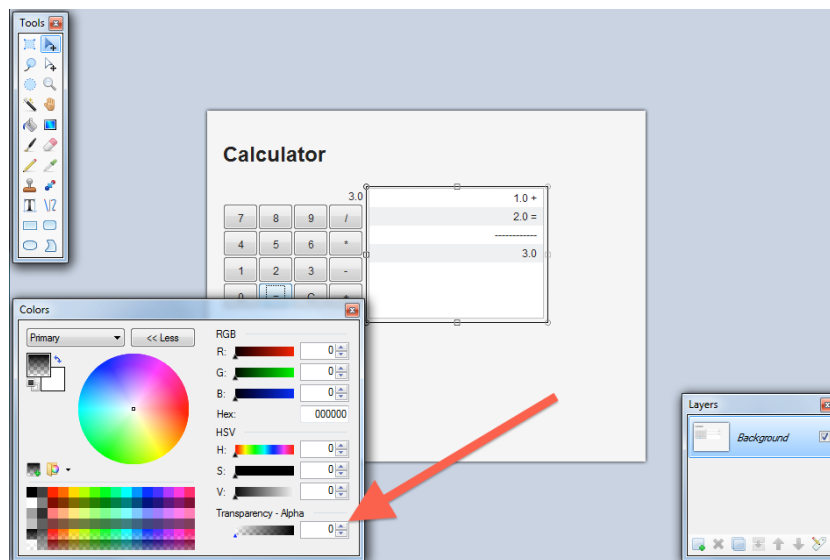 Tools
T
Calculator
3.0
1.0 +
7 8 9 /
2.0 =
4 5 6 *
------------
3.0
1 2 3 -
0 = C +
Colors
Primary
<< Less
RGB
R: 0
G: 0
B: 0
Hex: 000000
HSV
H: 0
S: 0
V: 0
Transparency - Alpha
0
Layers
Background